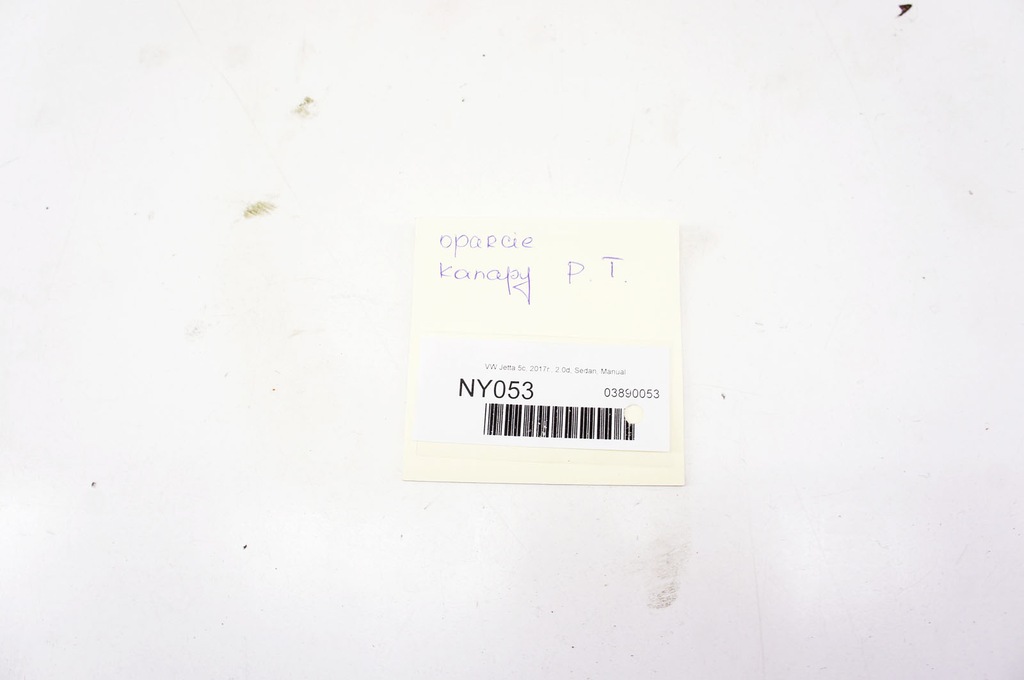 oparcie
kanapy P.T.
VW Jetta 5c, 2017r., 2.0d, Sedan, Manual
NY053
03890053